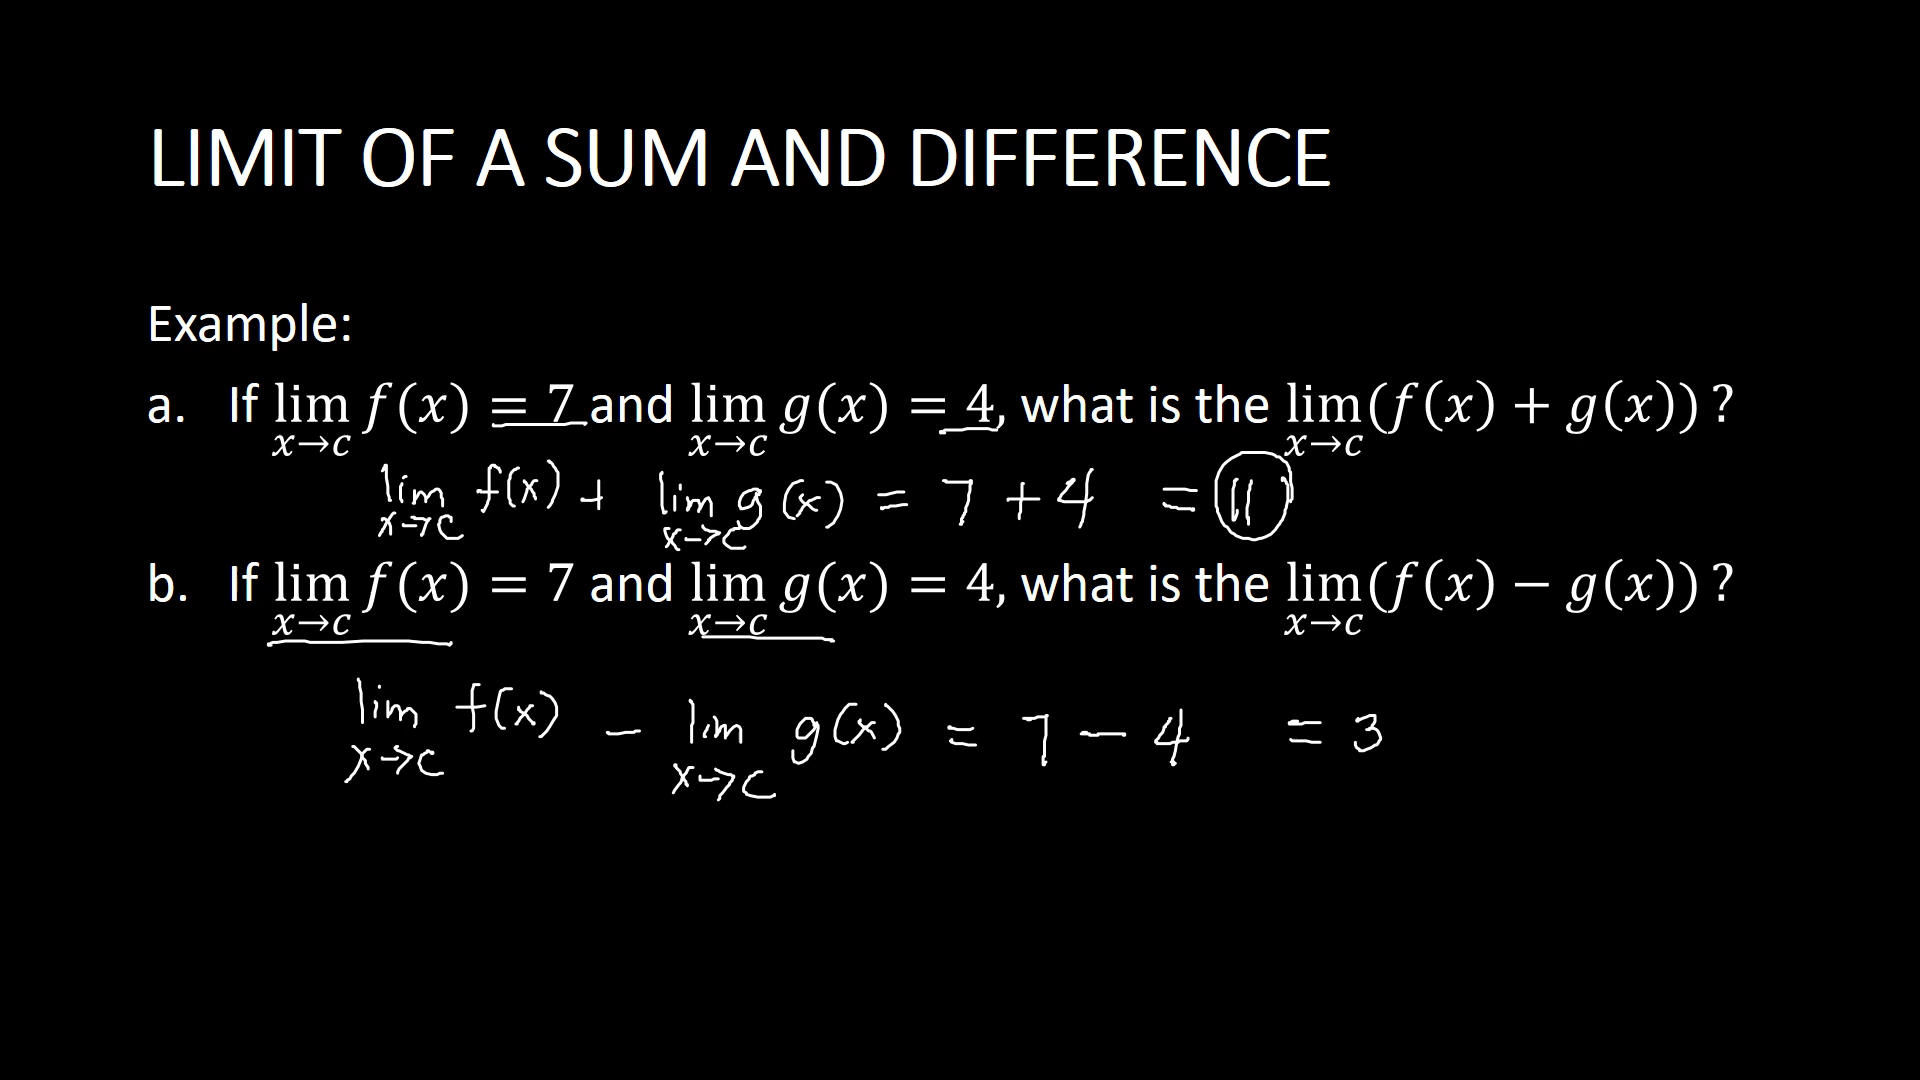 LIMIT OF A SUM AND DIFFERENCE
Example:
a. If lim x→c f(x) = 7 and lim x→c g(x) = 4, what is the lim x→c (f(x) + g(x)) ?
lim x→c f(x) + lim x→c g(x) = 7 + 4 = 11
b. If lim x→c f(x) = 7 and lim x→c g(x) = 4, what is the lim x→c (f(x) − g(x)) ?
lim x→c f(x) − lim x→c g(x) = 7 − 4 = 3